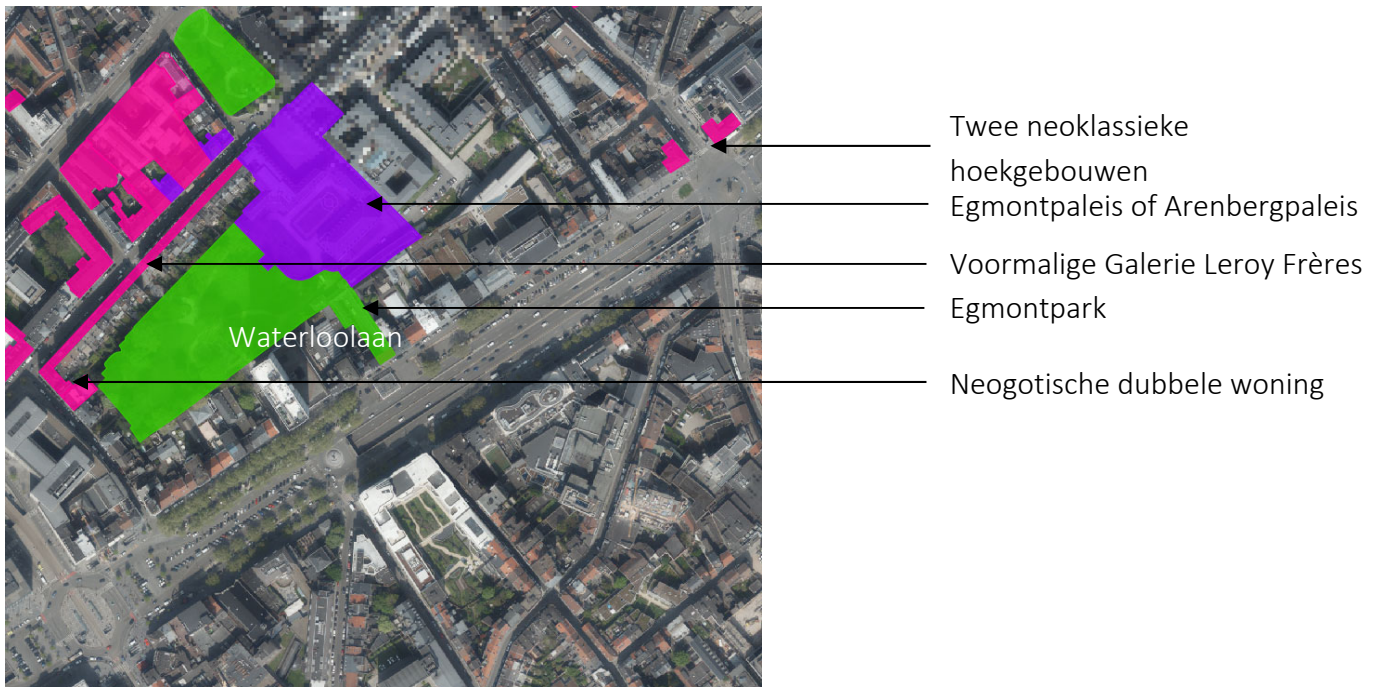 Twee neoklassieke
hoekgebouwen
Egmontpaleis of Arenbergpaleis
Voormalige Galerie Leroy Frères
Egmontpark
Waterloolaan
Neogotische dubbele woning